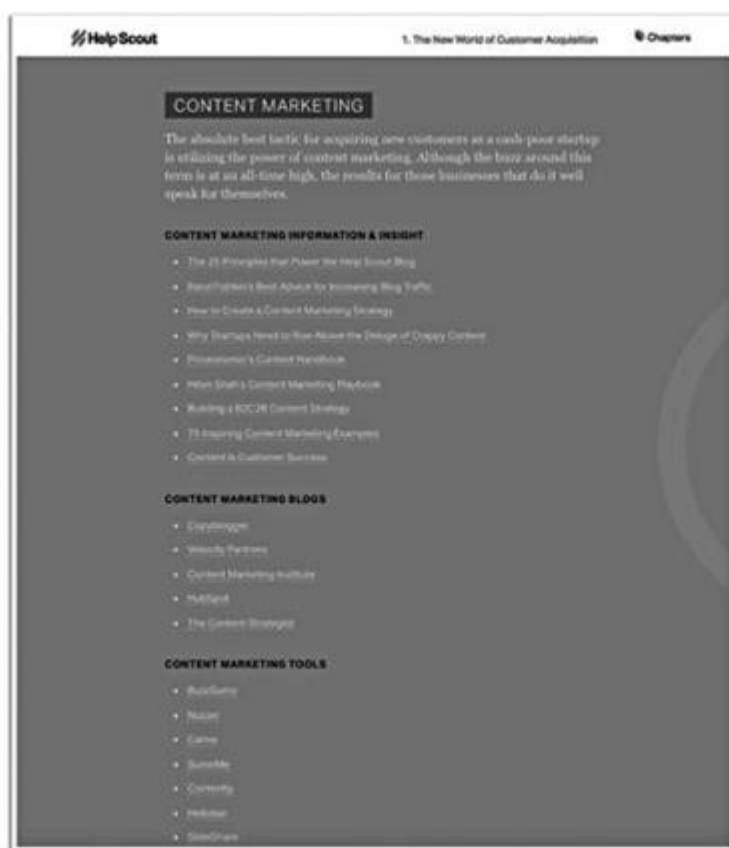 Help Scout
1. The New World of Customer Acquisition
Chapters
CONTENT MARKETING
The absolute best tactic for acquiring new customers as a cash-poor startup
is utilizing the power of content marketing. Although the buzz around this
term is at an all-time high, the results for those businesses that do it well
speak for themselves.
CONTENT MARKETING INFORMATION & INSIGHT
The 25 Principles that Power the Help Scout Blog
Rand Fishkin's Best Advice for Increasing Blog Traffic
How to Create a Content Marketing Strategy
Why Startups Need to Rise Above the Deluge of Crappy Content
Priceonomic's Content Handbook
Hiten Shah's Content Marketing Playbook
Building a B2C2B Content Strategy
75 Inspiring Content Marketing Examples
Content Is Customer Success
CONTENT MARKETING BLOGS
Copyblogger
Velocity Partners
Content Marketing Institute
HubSpot
The Content Strategist
CONTENT MARKETING TOOLS
BuzzSumo
Nuzzel
Canva
SumoMe
Contently
Hellobar
SlideShare